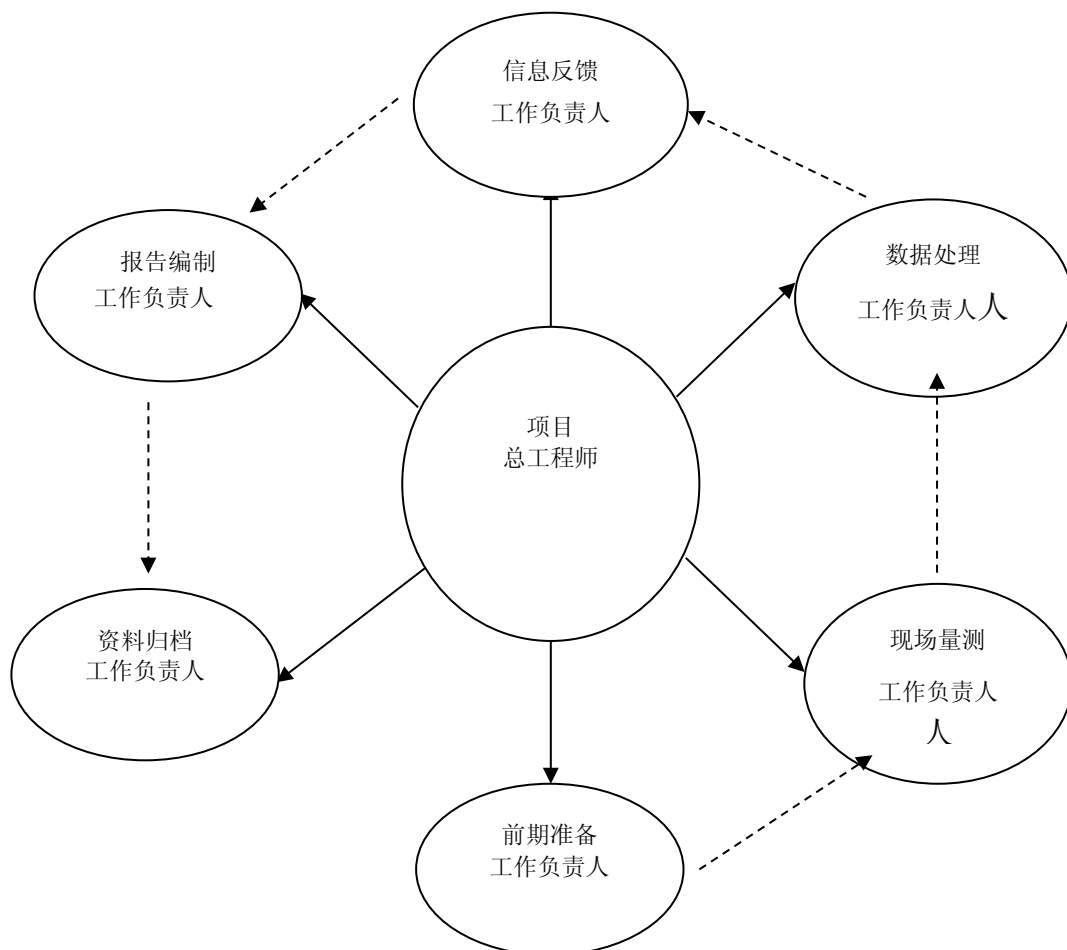 信息反馈
工作负责人
报告编制
工作负责人
数据处理
工作负责人人
项目
总工程师
资料归档
工作负责人
现场量测
工作负责人
人
前期准备
工作负责人